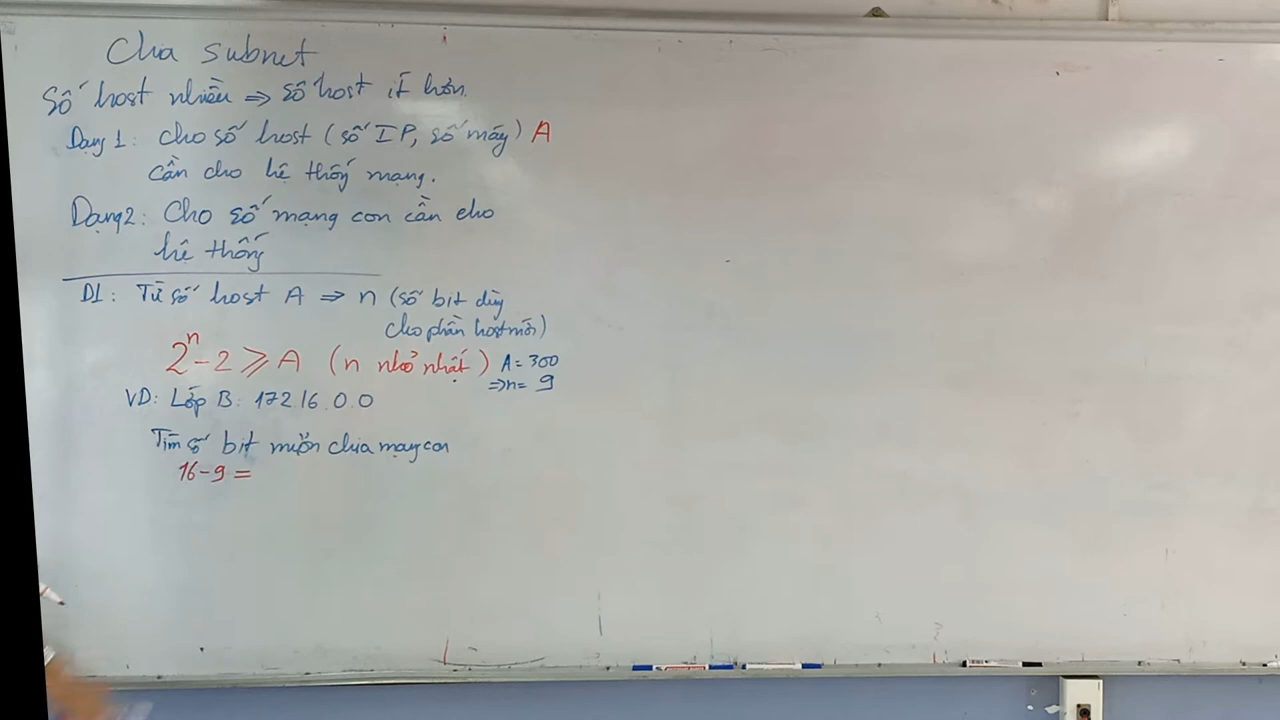 Chia Subnet
Số host nhiều ⇒ số host ít hơn.
Dạng 1: Cho số host (số IP, số máy) A
cần cho hệ thống mạng.
Dạng 2: Cho số mạng con cần cho
hệ thống
D1: Từ số host A ⇒ n (số bit dùng
cho phần host mới)
2ⁿ - 2 ⩾ A (n nhỏ nhất) A = 300
⇒ n = 9
VD: Lớp B: 172.16.0.0
Tìm số bit mượn chia mạng con
16 - 9 =